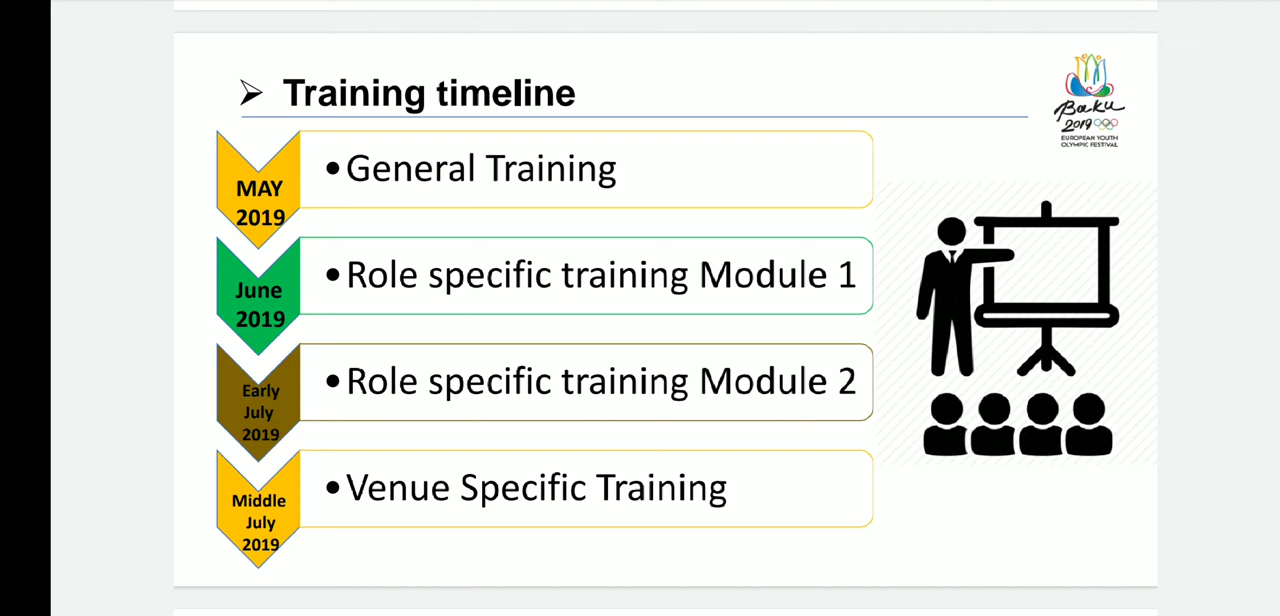 Training timeline
Baku
2019
EUROPEAN YOUTH
OLYMPIC FESTIVAL
MAY
2019
•General Training
June
2019
•Role specific training Module 1
Early
July
2019
•Role specific training Module 2
Middle
July
2019
•Venue Specific Training